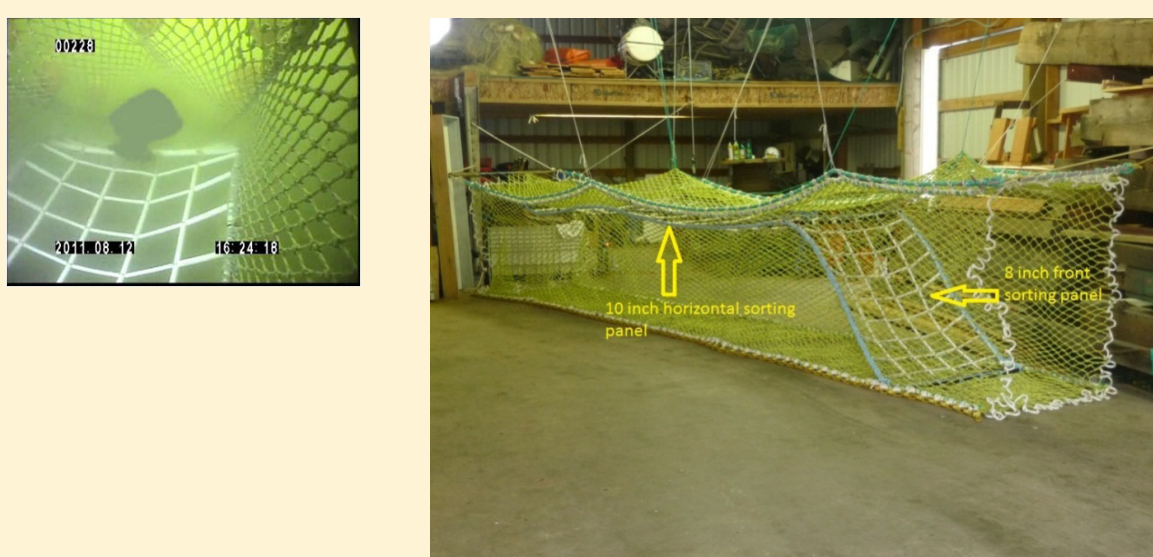 00228
2011. 08. 12
16: 24: 18
10 inch horizontal sorting
panel
8 inch front
sorting panel